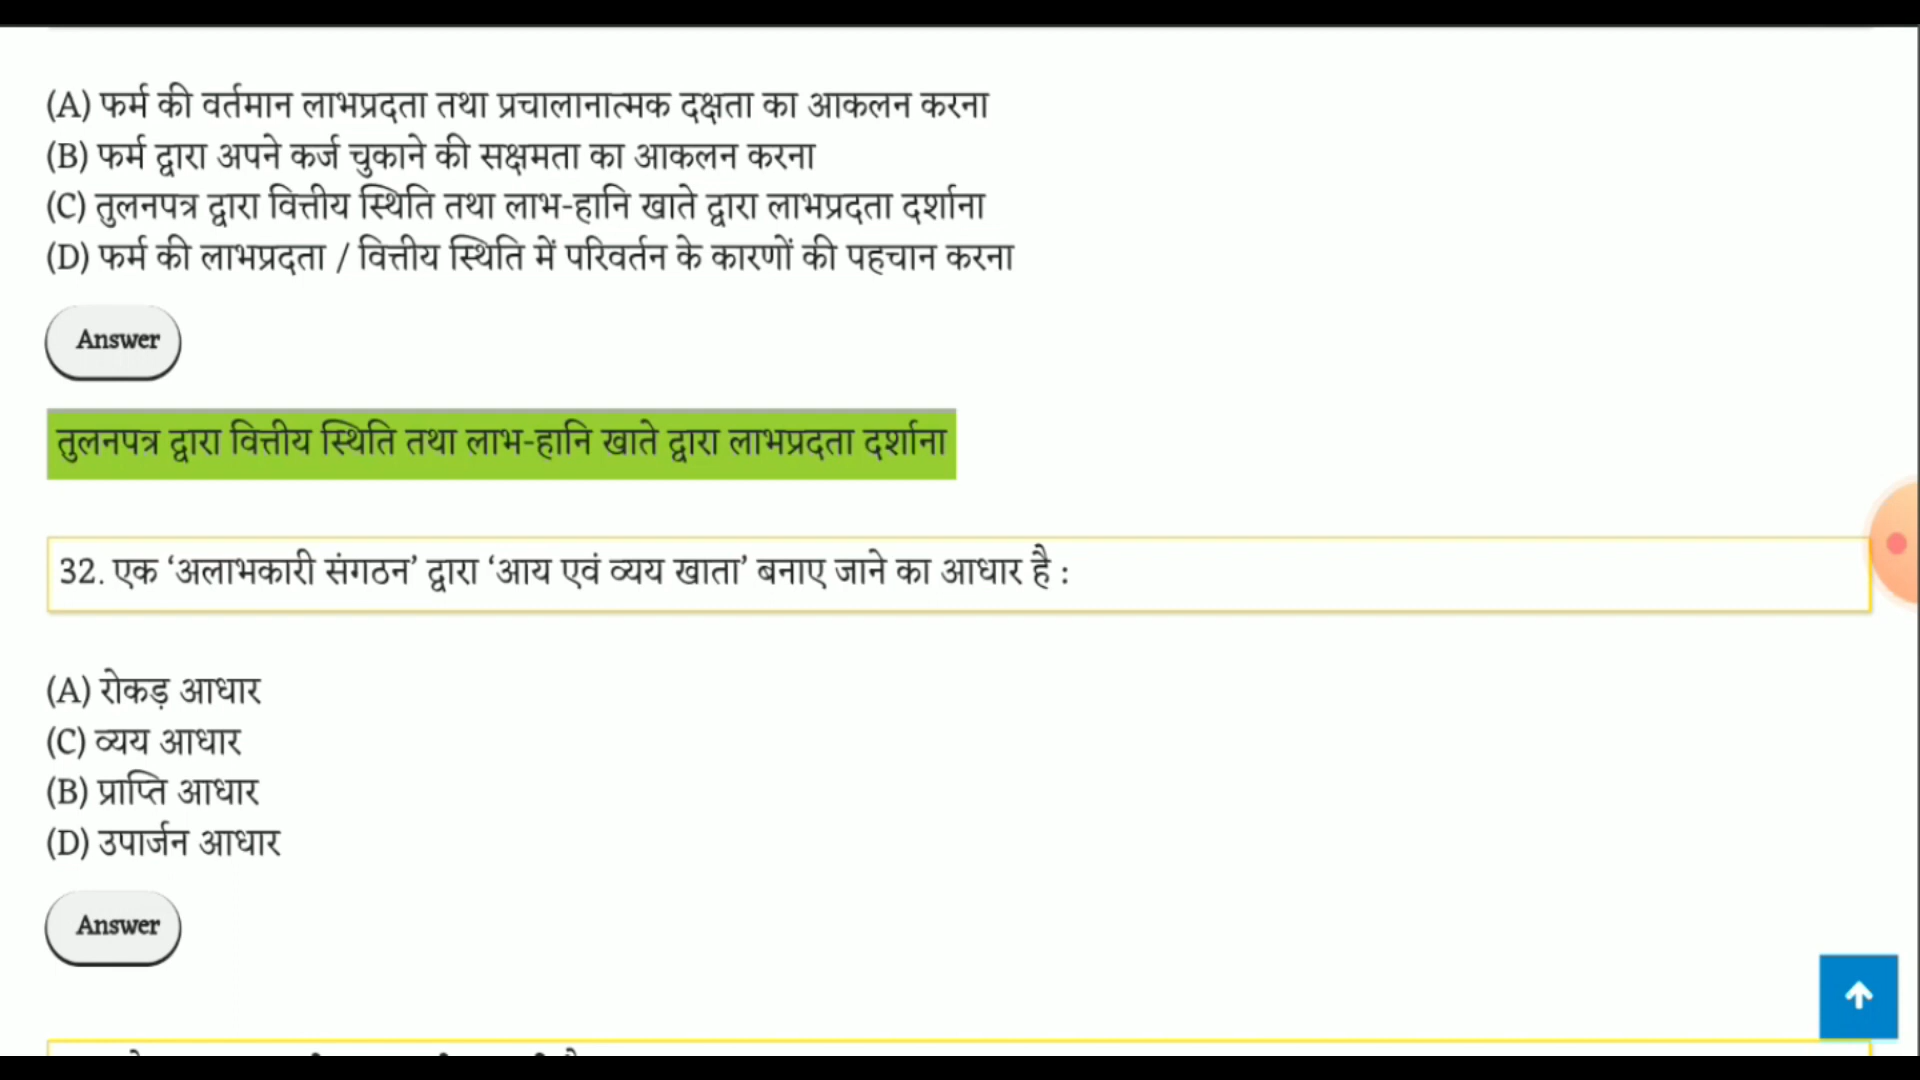 (A) फर्म की वर्तमान लाभप्रदता तथा प्रचालानात्मक दक्षता का आकलन करना
(B) फर्म द्वारा अपने कर्ज चुकाने की सक्षमता का आकलन करना
(C) तुलनपत्र द्वारा वित्तीय स्थिति तथा लाभ-हानि खाते द्वारा लाभप्रदता दर्शाना
(D) फर्म की लाभप्रदता / वित्तीय स्थिति में परिवर्तन के कारणों की पहचान करना
Answer
तुलनपत्र द्वारा वित्तीय स्थिति तथा लाभ-हानि खाते द्वारा लाभप्रदता दर्शाना
32. एक ‘अलाभकारी संगठन’ द्वारा ‘आय एवं व्यय खाता’ बनाए जाने का आधार है :
(A) रोकड़ आधार
(C) व्यय आधार
(B) प्राप्ति आधार
(D) उपार्जन आधार
Answer